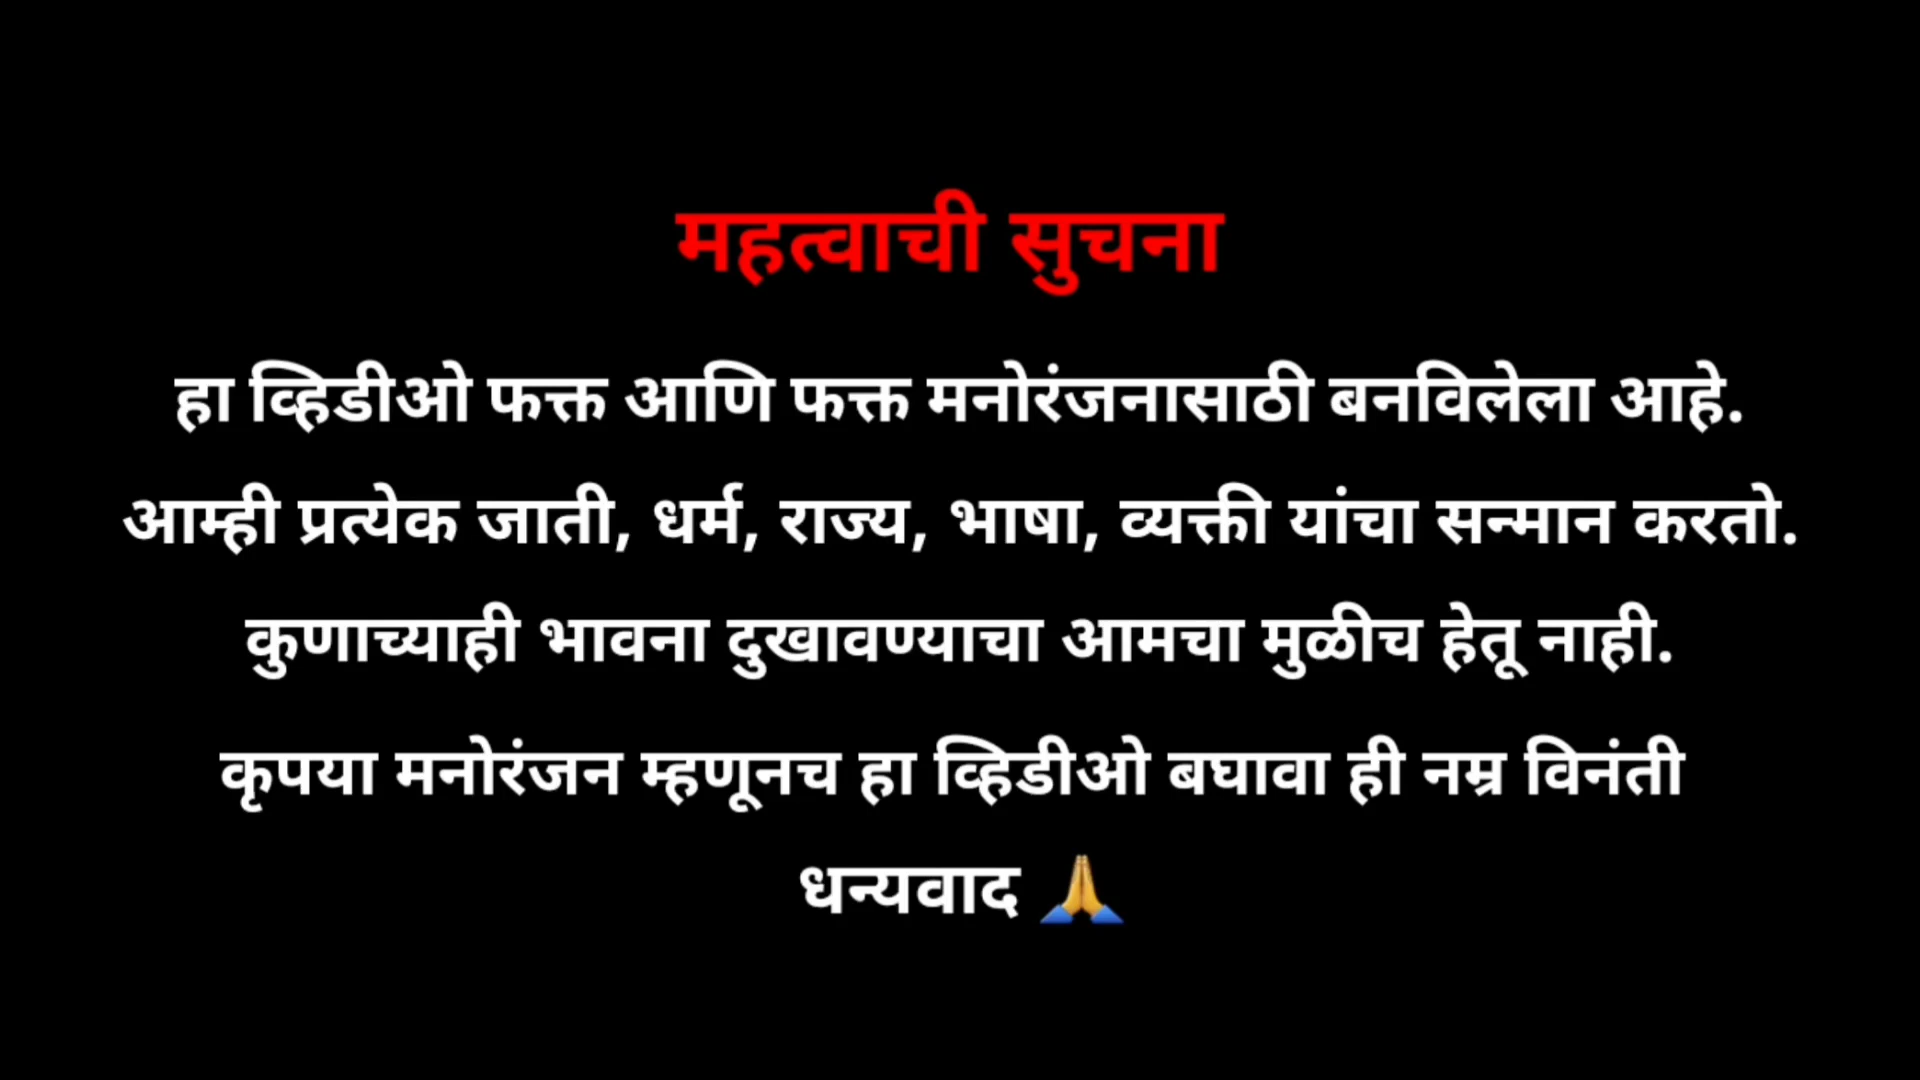 महत्वाची सुचना
हा व्हिडीओ फक्त आणि फक्त मनोरंजनासाठी बनविलेला आहे.
आम्ही प्रत्येक जाती, धर्म, राज्य, भाषा, व्यक्ती यांचा सन्मान करतो.
कुणाच्याही भावना दुखावण्याचा आमचा मुळीच हेतू नाही.
कृपया मनोरंजन म्हणूनच हा व्हिडीओ बघावा ही नम्र विनंती
धन्यवाद 🙏